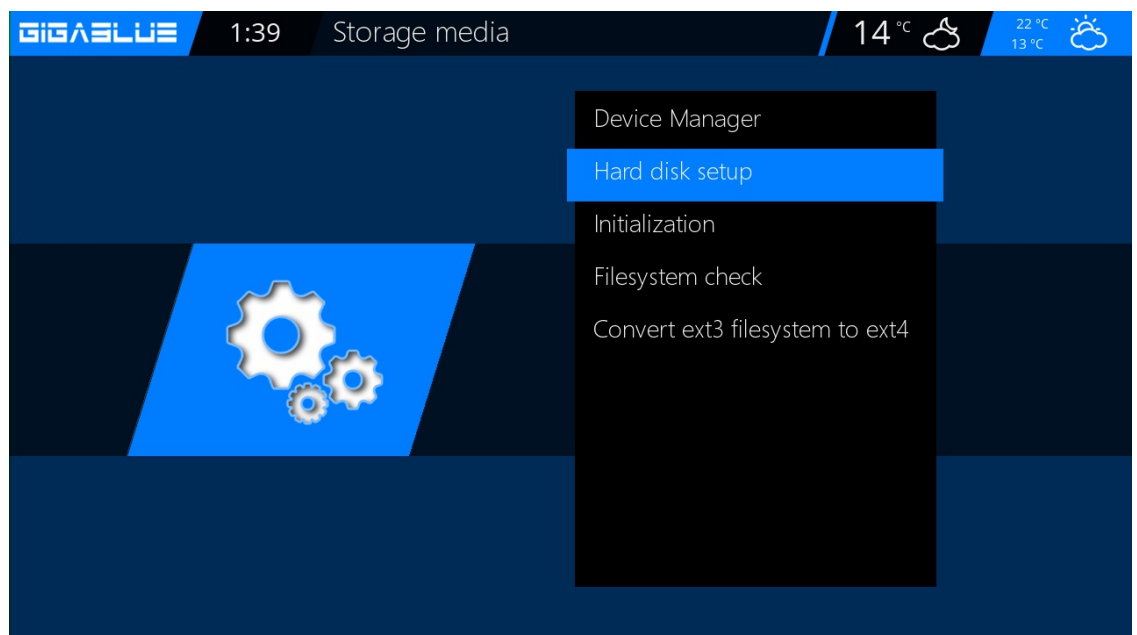 GIGABLUE
1:39
Storage media
14 °C
22 °C
13 °C
Device Manager
Hard disk setup
Initialization
Filesystem check
Convert ext3 filesystem to ext4